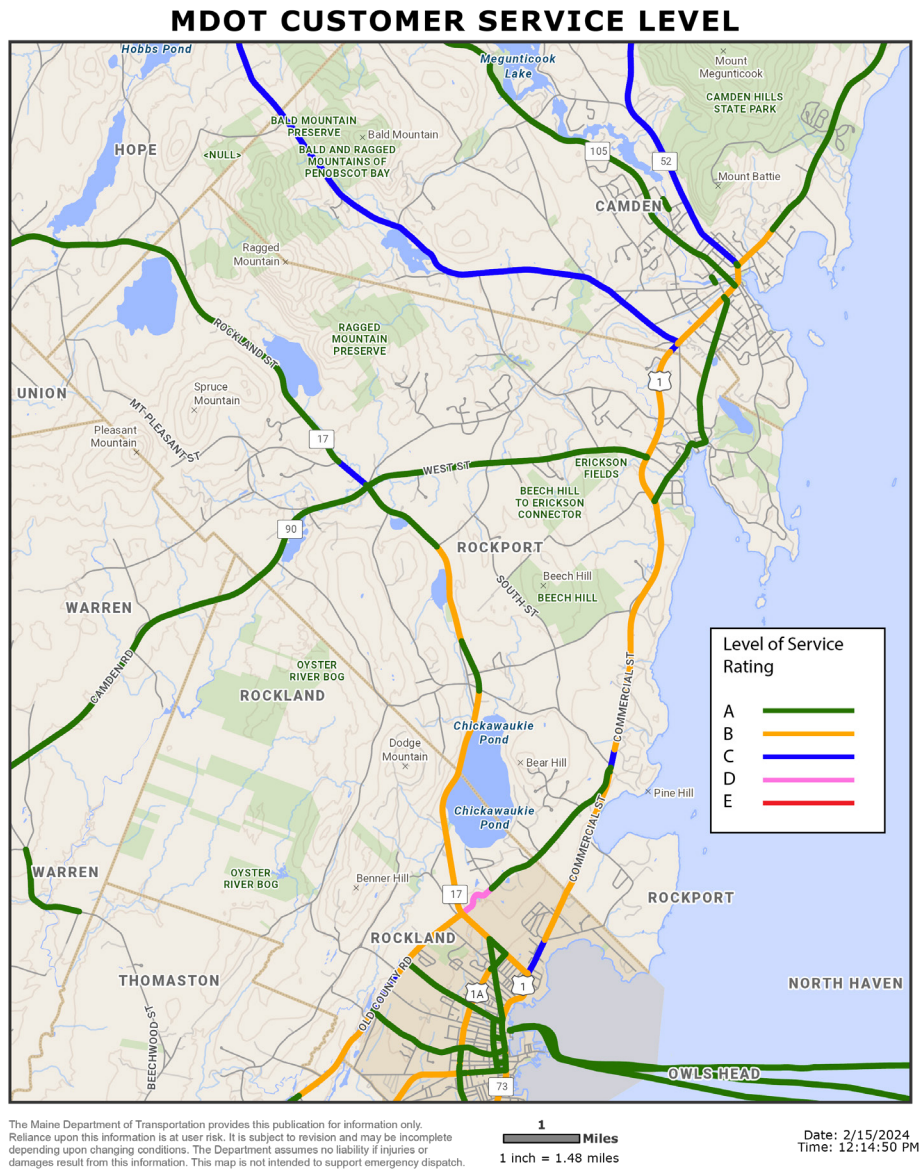 MDOT CUSTOMER SERVICE LEVEL
Hobbs Pond
Megunticook
Lake
Mount
Megunticook
CAMDEN HILLS
STATE PARK
BALD MOUNTAIN
PRESERVE
Bald Mountain
HOPE
<NULL>
BALD AND RAGGED
MOUNTAINS OF
PENOBSCOT BAY
105
52
Mount Battie
CAMDEN
Ragged
Mountain
ROCKLAND ST
RAGGED
MOUNTAIN
PRESERVE
1
UNION
Spruce
Mountain
MT-PLEASANT ST
Pleasant
Mountain
17
WEST ST
ERICKSON
FIELDS
BEECH HILL
TO ERICKSON
CONNECTOR
90
ROCKPORT
Beech Hill
BEECH HILL
SOUTH-ST
WARREN
CAMDEN RD
OYSTER
RIVER BOG
ROCKLAND
COMMERCIAL ST
Level of Service
Rating
A
B
C
D
E
Chickawaukie
Pond
Dodge
Mountain
Bear Hill
Pine Hill
Chickawaukie
Pond
COMMERCIAL ST
WARREN
OYSTER
RIVER BOG
Benner Hill
17
ROCKPORT
ROCKLAND
OLD COUNTY RD
THOMASTON
NORTH HAVEN
1A
1
BEECHWOOD-ST
OWLS HEAD
73
The Maine Department of Transportation provides this publication for information only.
Reliance upon this information is at user risk. It is subject to revision and may be incomplete
depending upon changing conditions. The Department assumes no liability if injuries or
damages result from this information. This map is not intended to support emergency dispatch.
1
Miles
1 inch = 1.48 miles
Date: 2/15/2024
Time: 12:14:50 PM